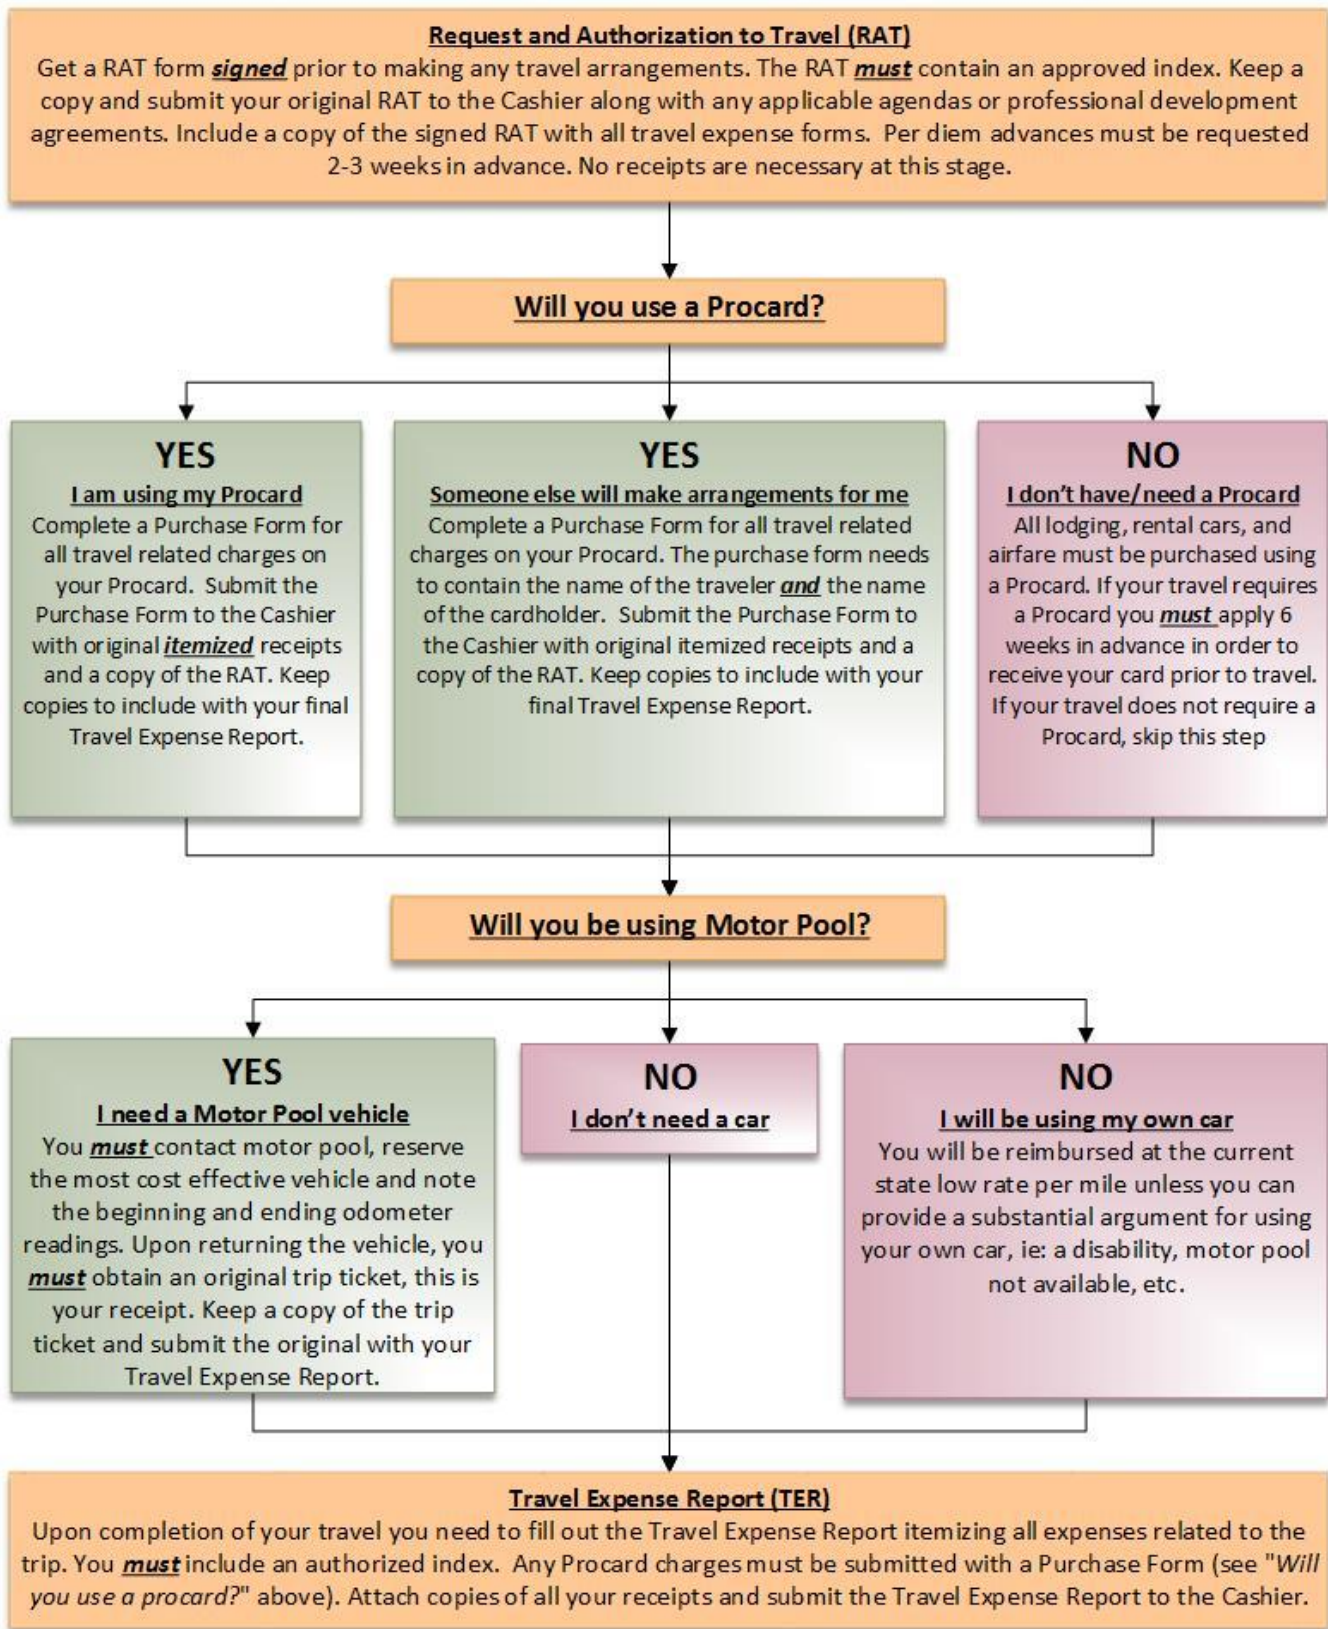 Request and Authorization to Travel (RAT)
Get a RAT form signed prior to making any travel arrangements. The RAT must contain an approved index. Keep a
copy and submit your original RAT to the Cashier along with any applicable agendas or professional development
agreements. Include a copy of the signed RAT with all travel expense forms. Per diem advances must be requested
2-3 weeks in advance. No receipts are necessary at this stage.
Will you use a Procard?
YES
I am using my Procard
Complete a Purchase Form for
all travel related charges on
your Procard. Submit the
Purchase Form to the Cashier
with original itemized receipts
and a copy of the RAT. Keep
copies to include with your final
Travel Expense Report.
YES
Someone else will make arrangements for me
Complete a Purchase Form for all travel related
charges on your Procard. The purchase form needs
to contain the name of the traveler and the name
of the cardholder. Submit the Purchase Form to
the Cashier with original itemized receipts and a
copy of the RAT. Keep copies to include with your
final Travel Expense Report.
NO
I don't have/need a Procard
All lodging, rental cars, and
airfare must be purchased using
a Procard. If your travel requires
a Procard you must apply 6
weeks in advance in order to
receive your card prior to travel.
If your travel does not require a
Procard, skip this step
Will you be using Motor Pool?
YES
I need a Motor Pool vehicle
You must contact motor pool, reserve
the most cost effective vehicle and note
the beginning and ending odometer
readings. Upon returning the vehicle, you
must obtain an original trip ticket, this is
your receipt. Keep a copy of the trip
ticket and submit the original with your
Travel Expense Report.
NO
I don't need a car
NO
I will be using my own car
You will be reimbursed at the current
state low rate per mile unless you can
provide a substantial argument for using
your own car, ie: a disability, motor pool
not available, etc.
Travel Expense Report (TER)
Upon completion of your travel you need to fill out the Travel Expense Report itemizing all expenses related to the
trip. You must include an authorized index. Any Procard charges must be submitted with a Purchase Form (see "Will
you use a procard?" above). Attach copies of all your receipts and submit the Travel Expense Report to the Cashier.